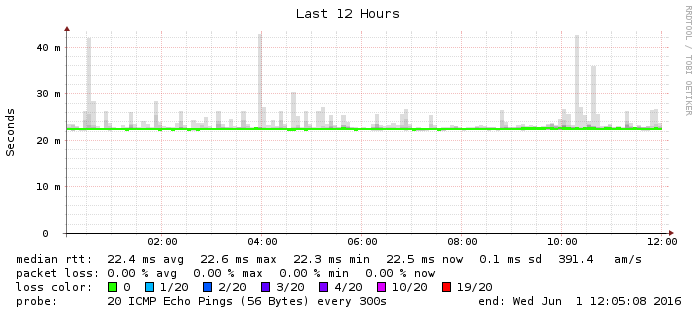 Last 12 Hours
RRDTOOL / TOBI OETIKER
Seconds
40 m
30 m
20 m
10 m
0
02:00 04:00 06:00 08:00 10:00 12:00
median rtt: 22.4 ms avg 22.6 ms max 22.3 ms min 22.5 ms now 0.1 ms sd 391.4 am/s
packet loss: 0.00 % avg 0.00 % max 0.00 % min 0.00 % now
loss color: 0 1/20 2/20 3/20 4/20 10/20 19/20
probe: 20 ICMP Echo Pings (56 Bytes) every 300s end: Wed Jun 1 12:05:08 2016